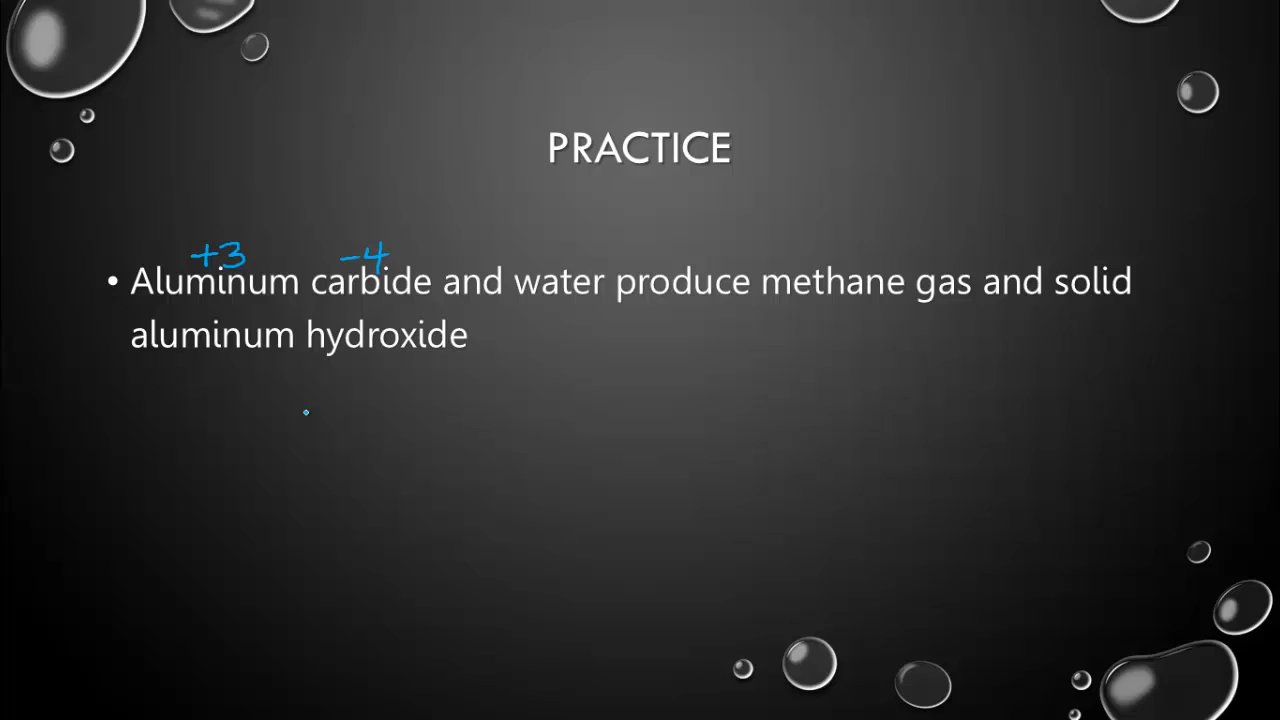 PRACTICE
+3 -4
• Aluminum carbide and water produce methane gas and solid
aluminum hydroxide